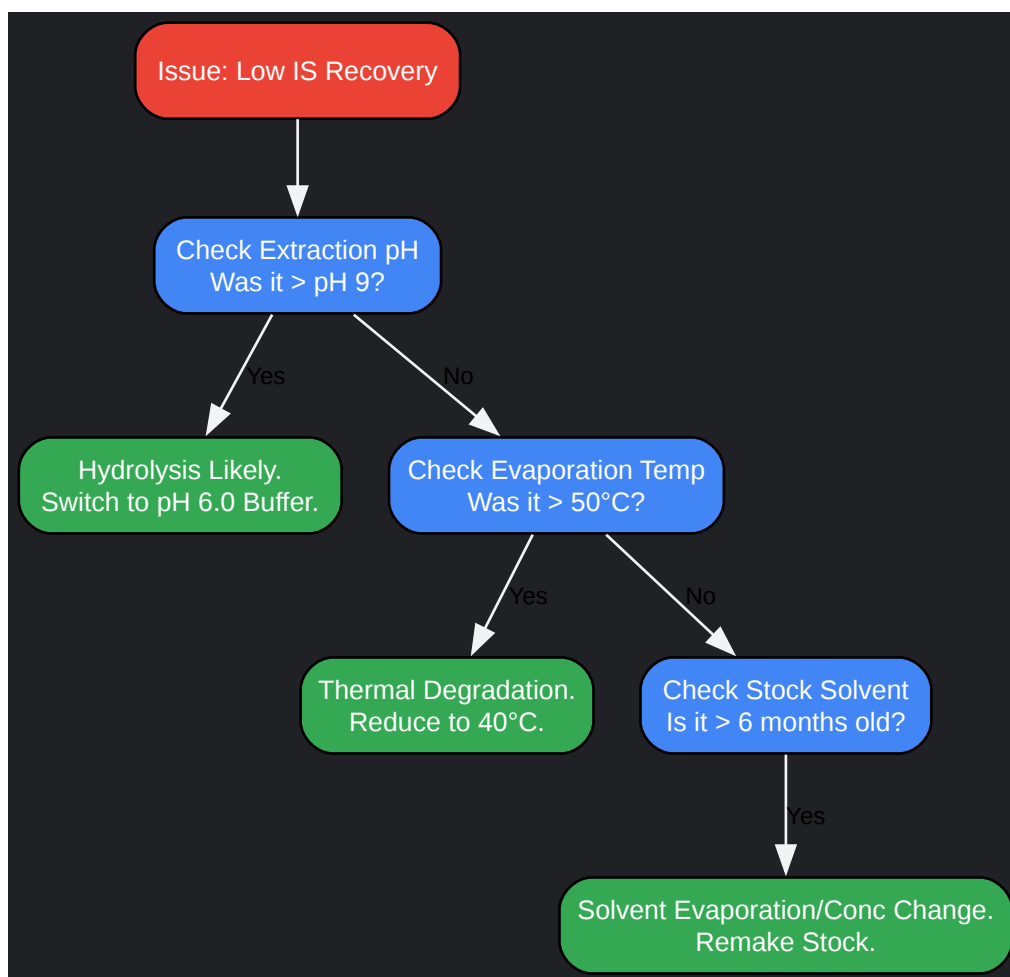 Issue: Low IS Recovery
Check Extraction pH
Was it > pH 9?
Yes
No
Hydrolysis Likely.
Switch to pH 6.0 Buffer.
Check Evaporation Temp
Was it > 50°C?
Yes
No
Thermal Degradation.
Reduce to 40°C.
Check Stock Solvent
Is it > 6 months old?
Yes
Solvent Evaporation/Conc Change.
Remake Stock.